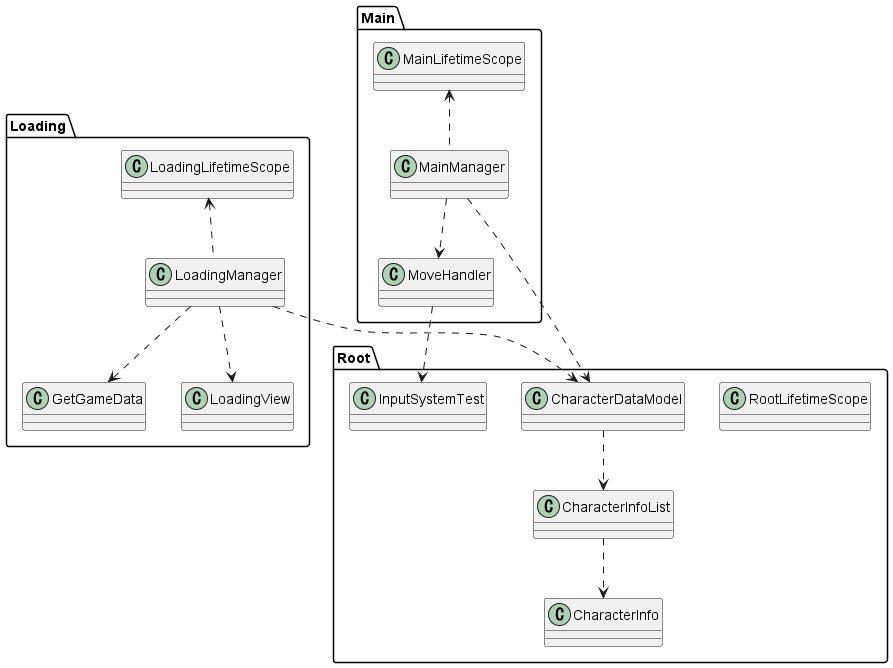 Main
C MainLifetimeScope
C MainManager
C MoveHandler
Loading
C LoadingLifetimeScope
C LoadingManager
C GetGameData
C LoadingView
Root
C InputSystemTest
C CharacterDataModel
C RootLifetimeScope
C CharacterInfoList
C CharacterInfo